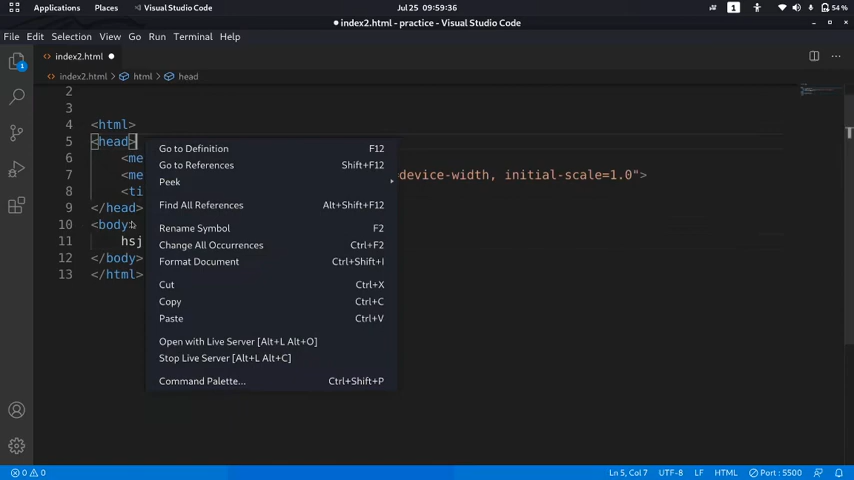 Applications Places Visual Studio Code Jul 25 09:59:36 1 54 %
index2.html - practice - Visual Studio Code
File Edit Selection View Go Run Terminal Help
1 index2.html
index2.html html head
2
3
4 <html>
5 <head>
6 <me
7 <me device-width, initial-scale=1.0">
8 <ti
9 </head>
10 <body>
11 hsj
12 </body>
13 </html>
Go to Definition F12
Go to References Shift+F12
Peek
Find All References Alt+Shift+F12
Rename Symbol F2
Change All Occurrences Ctrl+F2
Format Document Ctrl+Shift+I
Cut Ctrl+X
Copy Ctrl+C
Paste Ctrl+V
Open with Live Server [Alt+L Alt+O]
Stop Live Server [Alt+L Alt+C]
Command Palette... Ctrl+Shift+P
0 0 Ln 5, Col 7 UTF-8 LF HTML Port : 5500